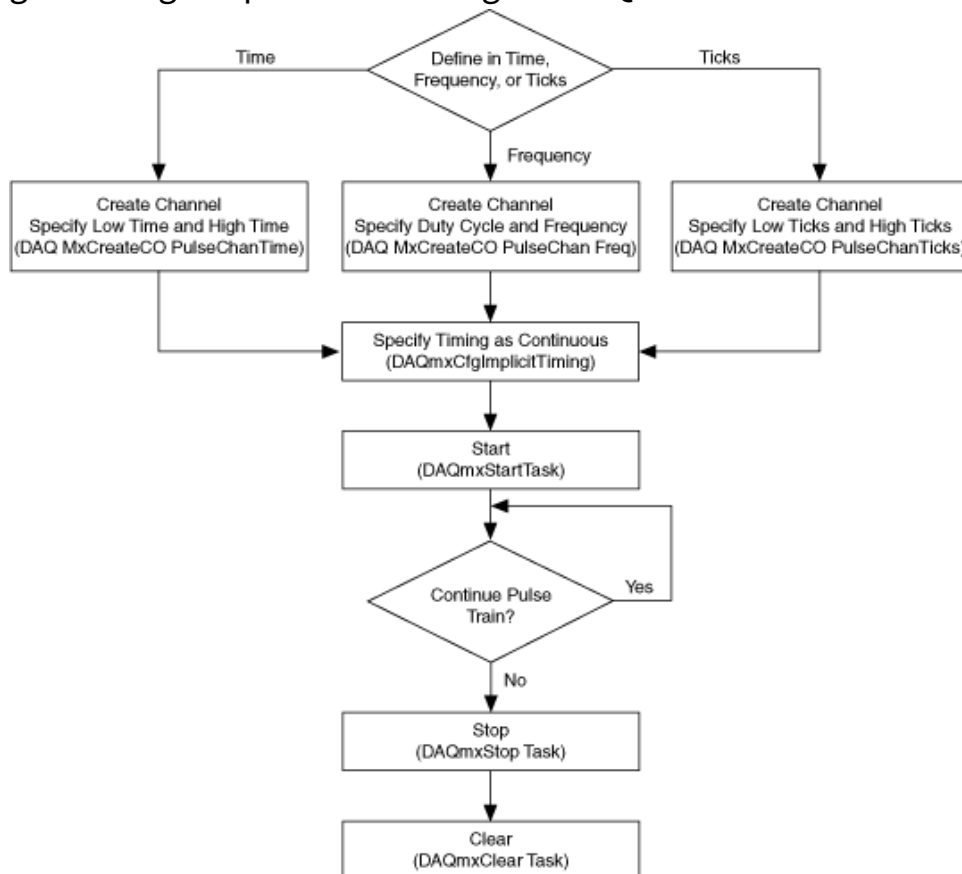 Time
Define in Time,
Frequency, or Ticks
Ticks
Frequency
Create Channel
Specify Low Time and High Time
(DAQ MxCreateCO PulseChanTime)
Create Channel
Specify Duty Cycle and Frequency
(DAQ MxCreateCO PulseChan Freq)
Create Channel
Specify Low Ticks and High Ticks
(DAQ MxCreateCO PulseChanTicks)
Specify Timing as Continuous
(DAQmxCfgImplicitTiming)
Start
(DAQmxStartTask)
Continue Pulse
Train?
Yes
No
Stop
(DAQmxStop Task)
Clear
(DAQmxClear Task)